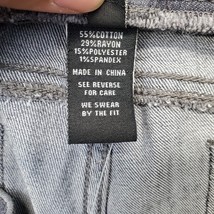 55%COTTON
29%RAYON
15%POLYESTER
1%SPANDEX
MADE IN CHINA
SEE REVERSE
FOR CARE
WE SWEAR
BY THE FIT